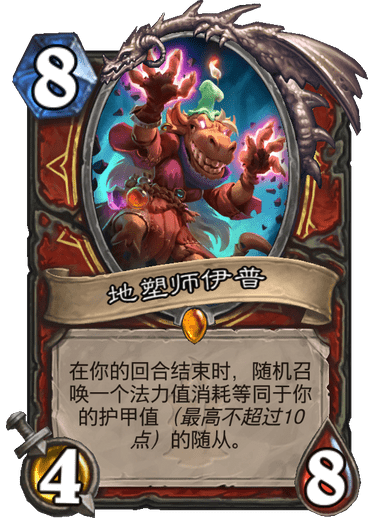 8
地塑师伊普
在你的回合结束时，随机召
唤一个法力值消耗等同于你
的护甲值（最高不超过10
点）的随从。
4
8